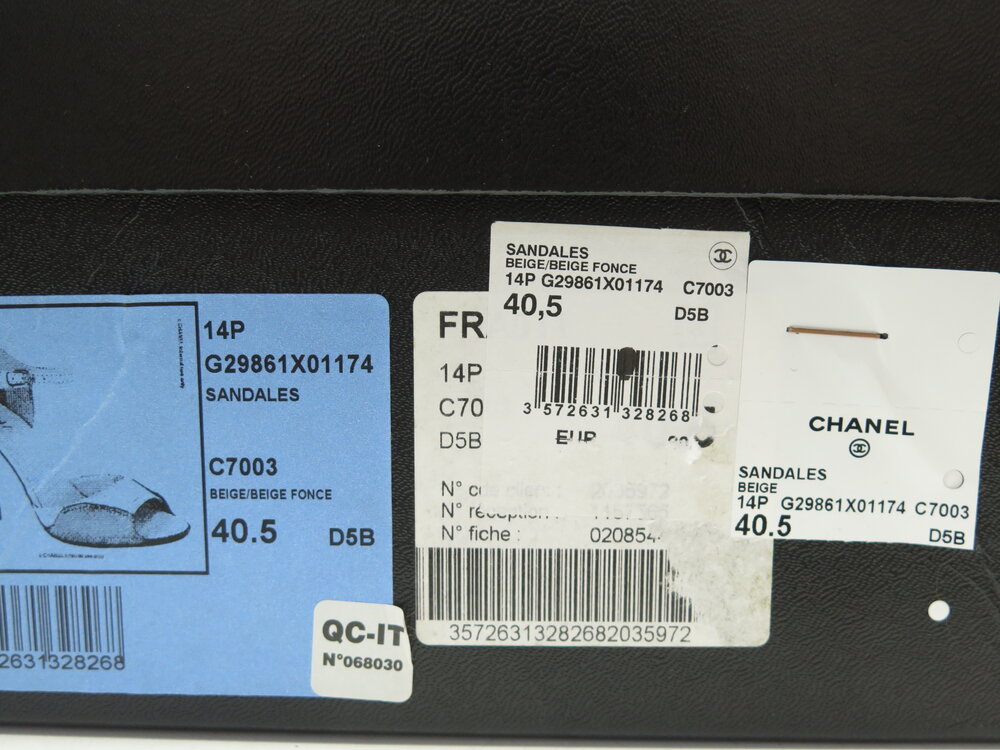 14P
G29861X01174
SANDALES
C7003
BEIGE/BEIGE FONCE
40.5 D5B
2631328268
QC-IT
N°068030
FR
14P
C70
D5B
N°
N°
N° fiche : 020854
35726313282682035972
SANDALES
BEIGE/BEIGE FONCE
14P G29861X01174 C7003
40,5 D5B
3 572631 328268
EUR
CHANEL
SANDALES
BEIGE
14P G29861X01174 C7003
40.5 D5B